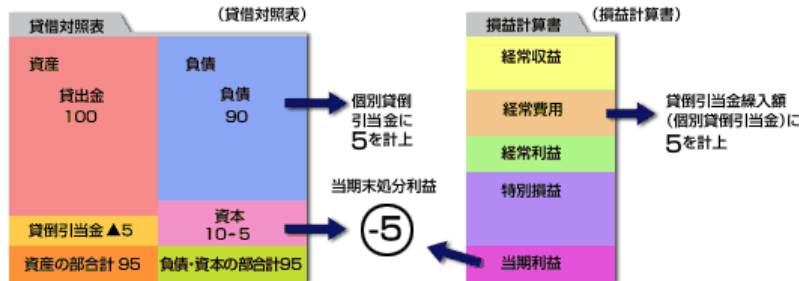 貸借対照表
(貸借対照表)
資産
負債
貸出金
100
負債
90
個別貸倒
引当金に
5を計上
貸倒引当金▲5
資本
10-5
資産の部合計 95
負債・資本の部合計95
当期末処分利益
-5
損益計算書
(損益計算書)
経常収益
経常費用
経常利益
特別損益
当期利益
貸倒引当金繰入額
(個別貸倒引当金)に
5を計上